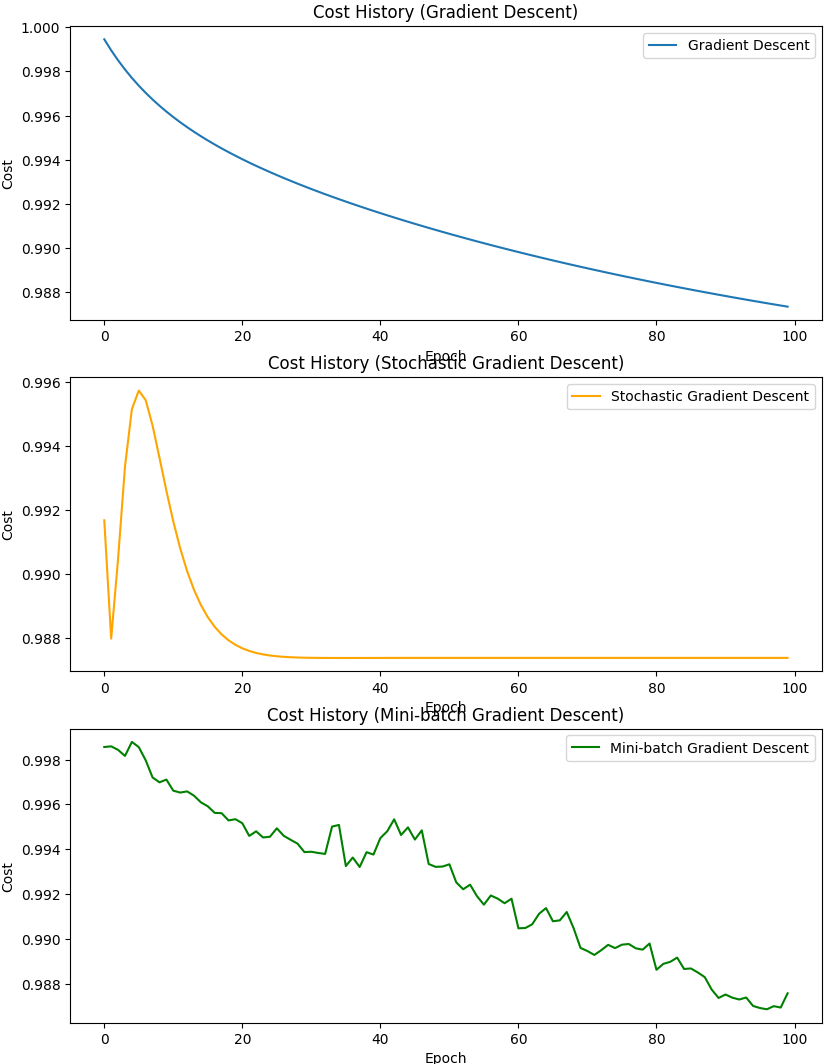 Cost History (Gradient Descent)
1.000
0.998
0.996
0.994
0.992
0.990
0.988
Cost
Gradient Descent
0 20 40 60 80 100
Epoch
Cost History (Stochastic Gradient Descent)
0.996
0.994
0.992
0.990
0.988
Cost
Stochastic Gradient Descent
0 20 40 60 80 100
Epoch
Cost History (Mini-batch Gradient Descent)
0.998
0.996
0.994
0.992
0.990
0.988
Cost
Mini-batch Gradient Descent
0 20 40 60 80 100
Epoch